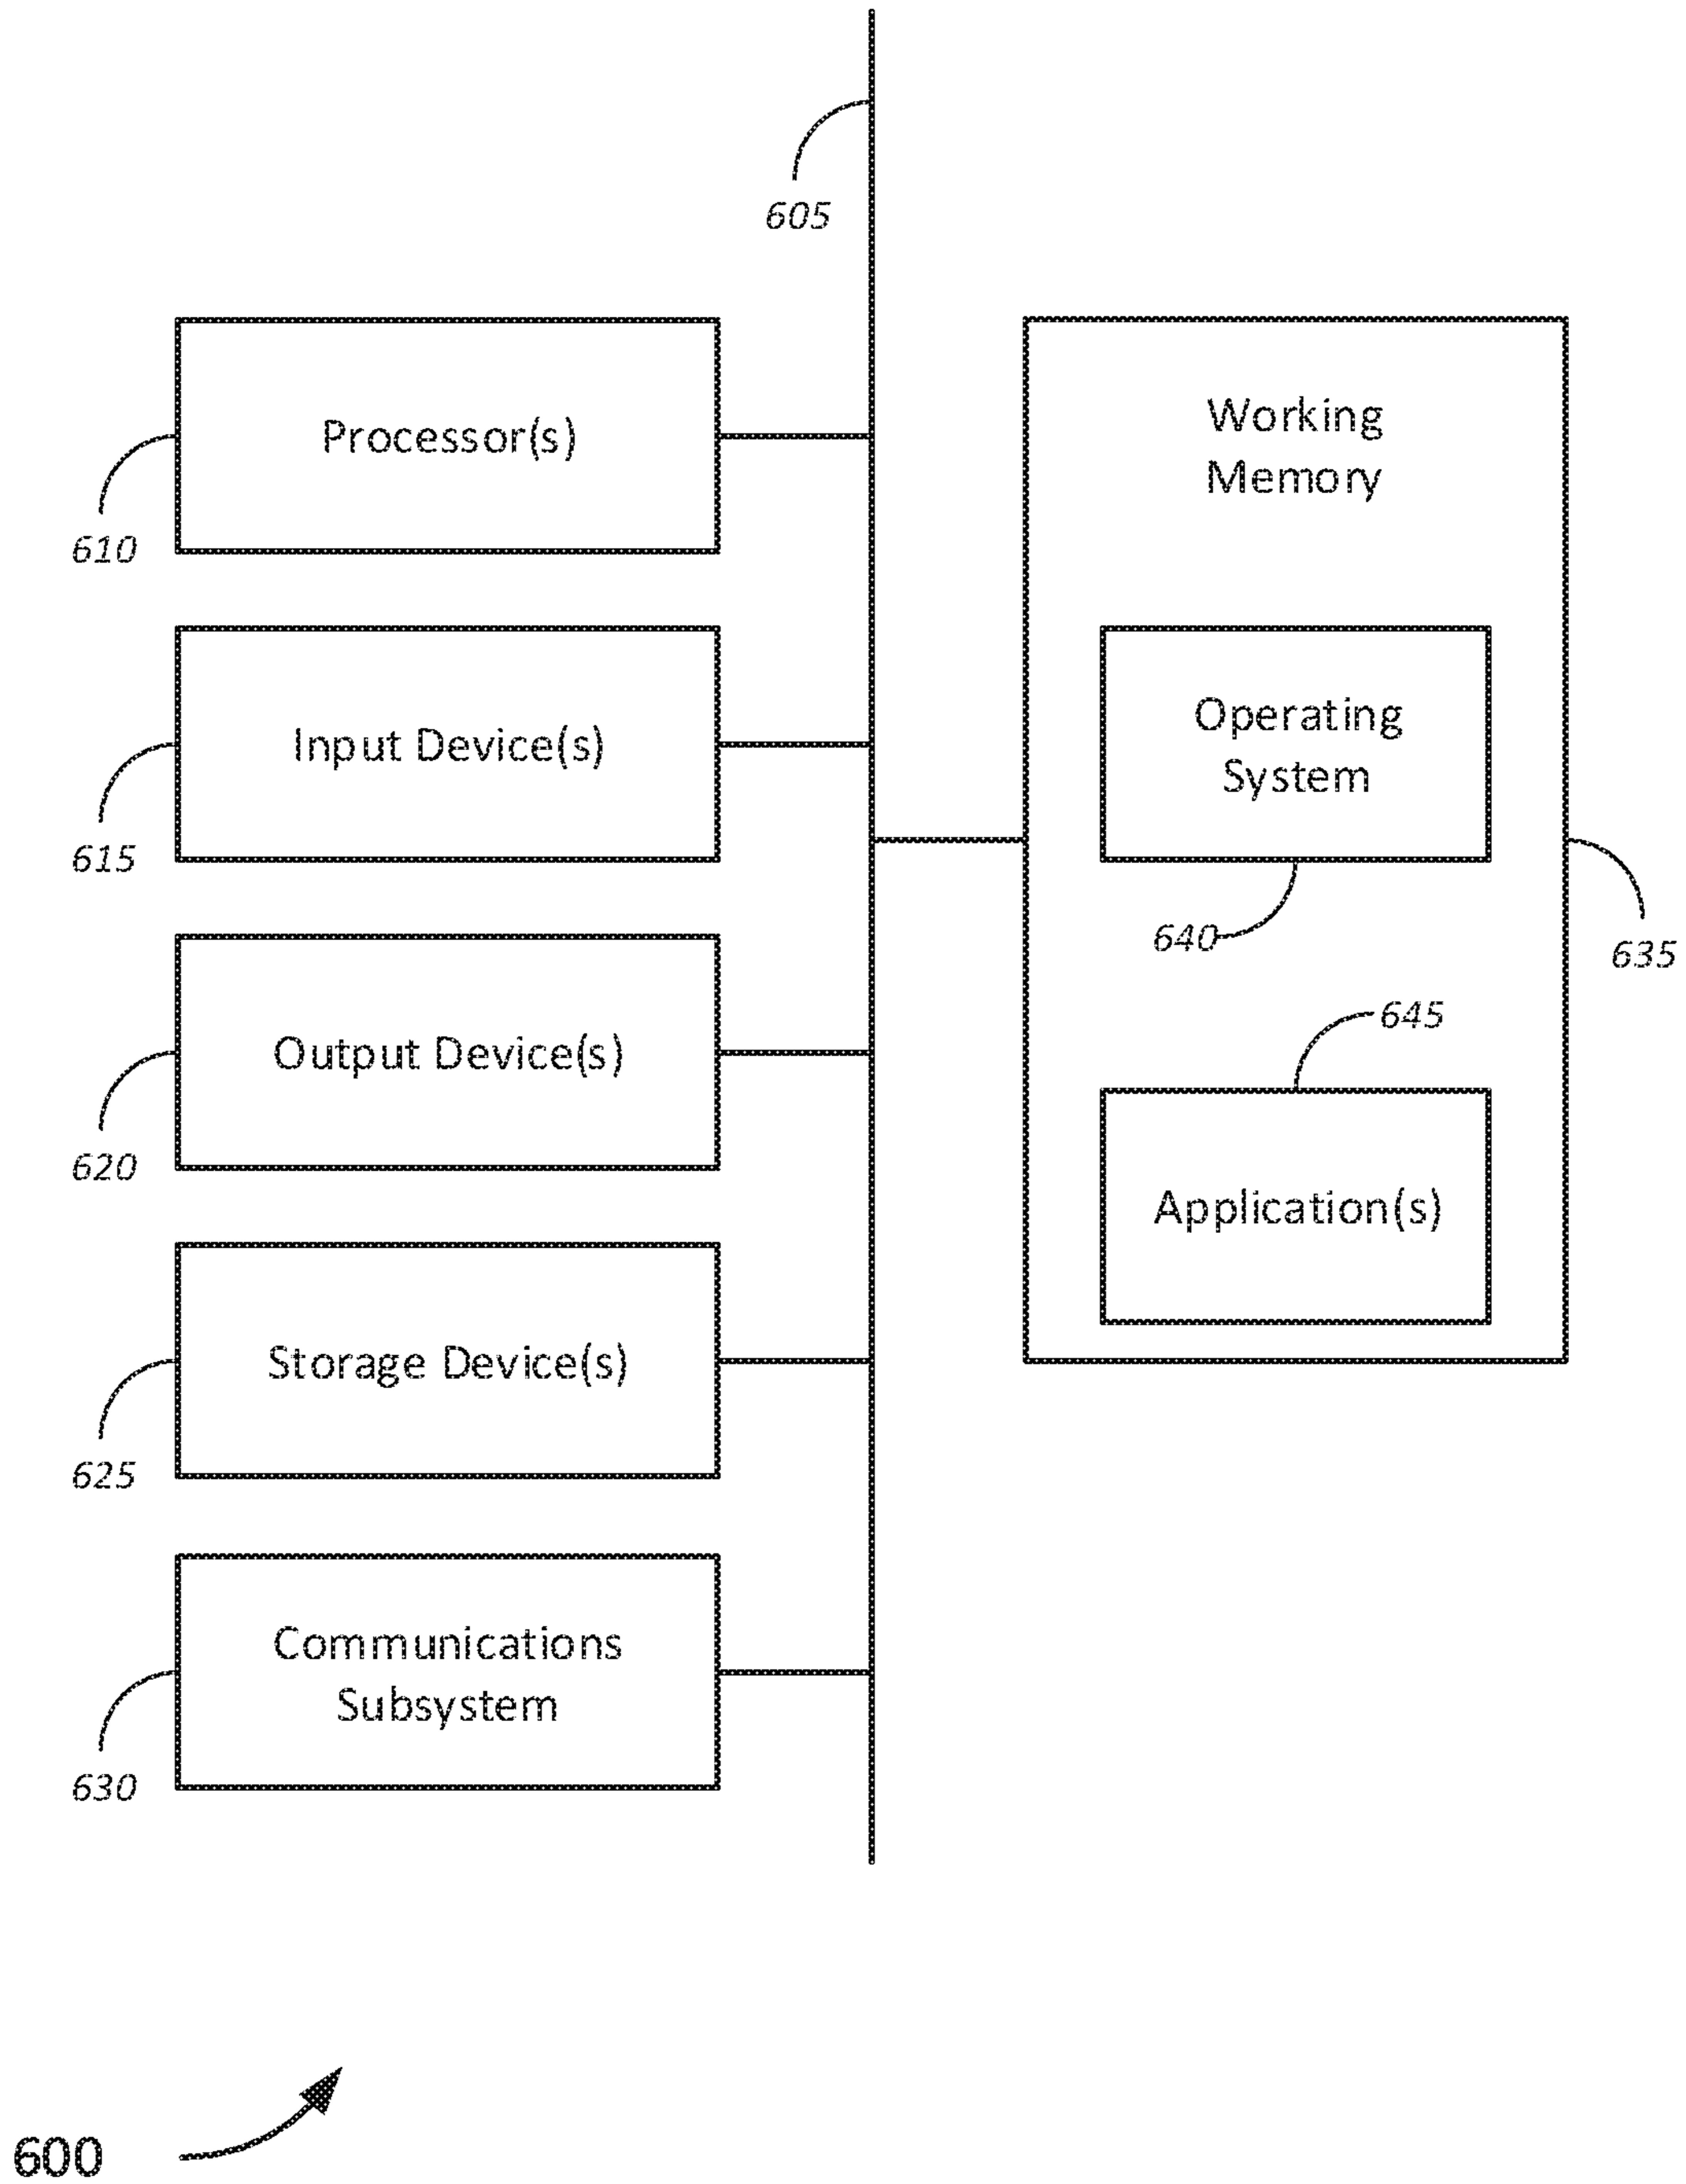 605
Processor(s)
610
Input Device(s)
615
Output Device(s)
620
Storage Device(s)
625
Communications
Subsystem
630
Working
Memory
Operating
System
640
635
645
Application(s)
600